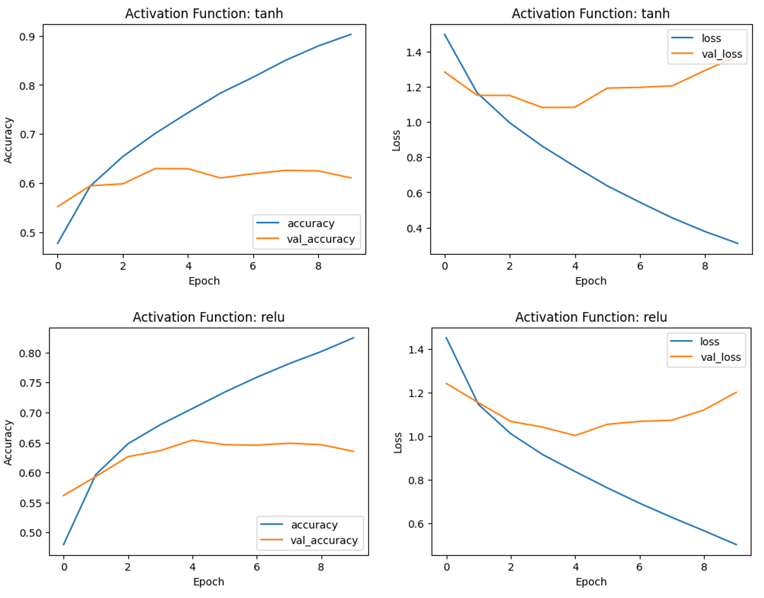 Activation Function: tanh
Accuracy
0.9
0.8
0.7
0.6
0.5
0 2 4 6 8
Epoch
accuracy
val_accuracy
Activation Function: tanh
Loss
1.4
1.2
1.0
0.8
0.6
0.4
0 2 4 6 8
Epoch
loss
val_loss
Activation Function: relu
Accuracy
0.80
0.75
0.70
0.65
0.60
0.55
0.50
0 2 4 6 8
Epoch
accuracy
val_accuracy
Activation Function: relu
Loss
1.4
1.2
1.0
0.8
0.6
0 2 4 6 8
Epoch
loss
val_loss